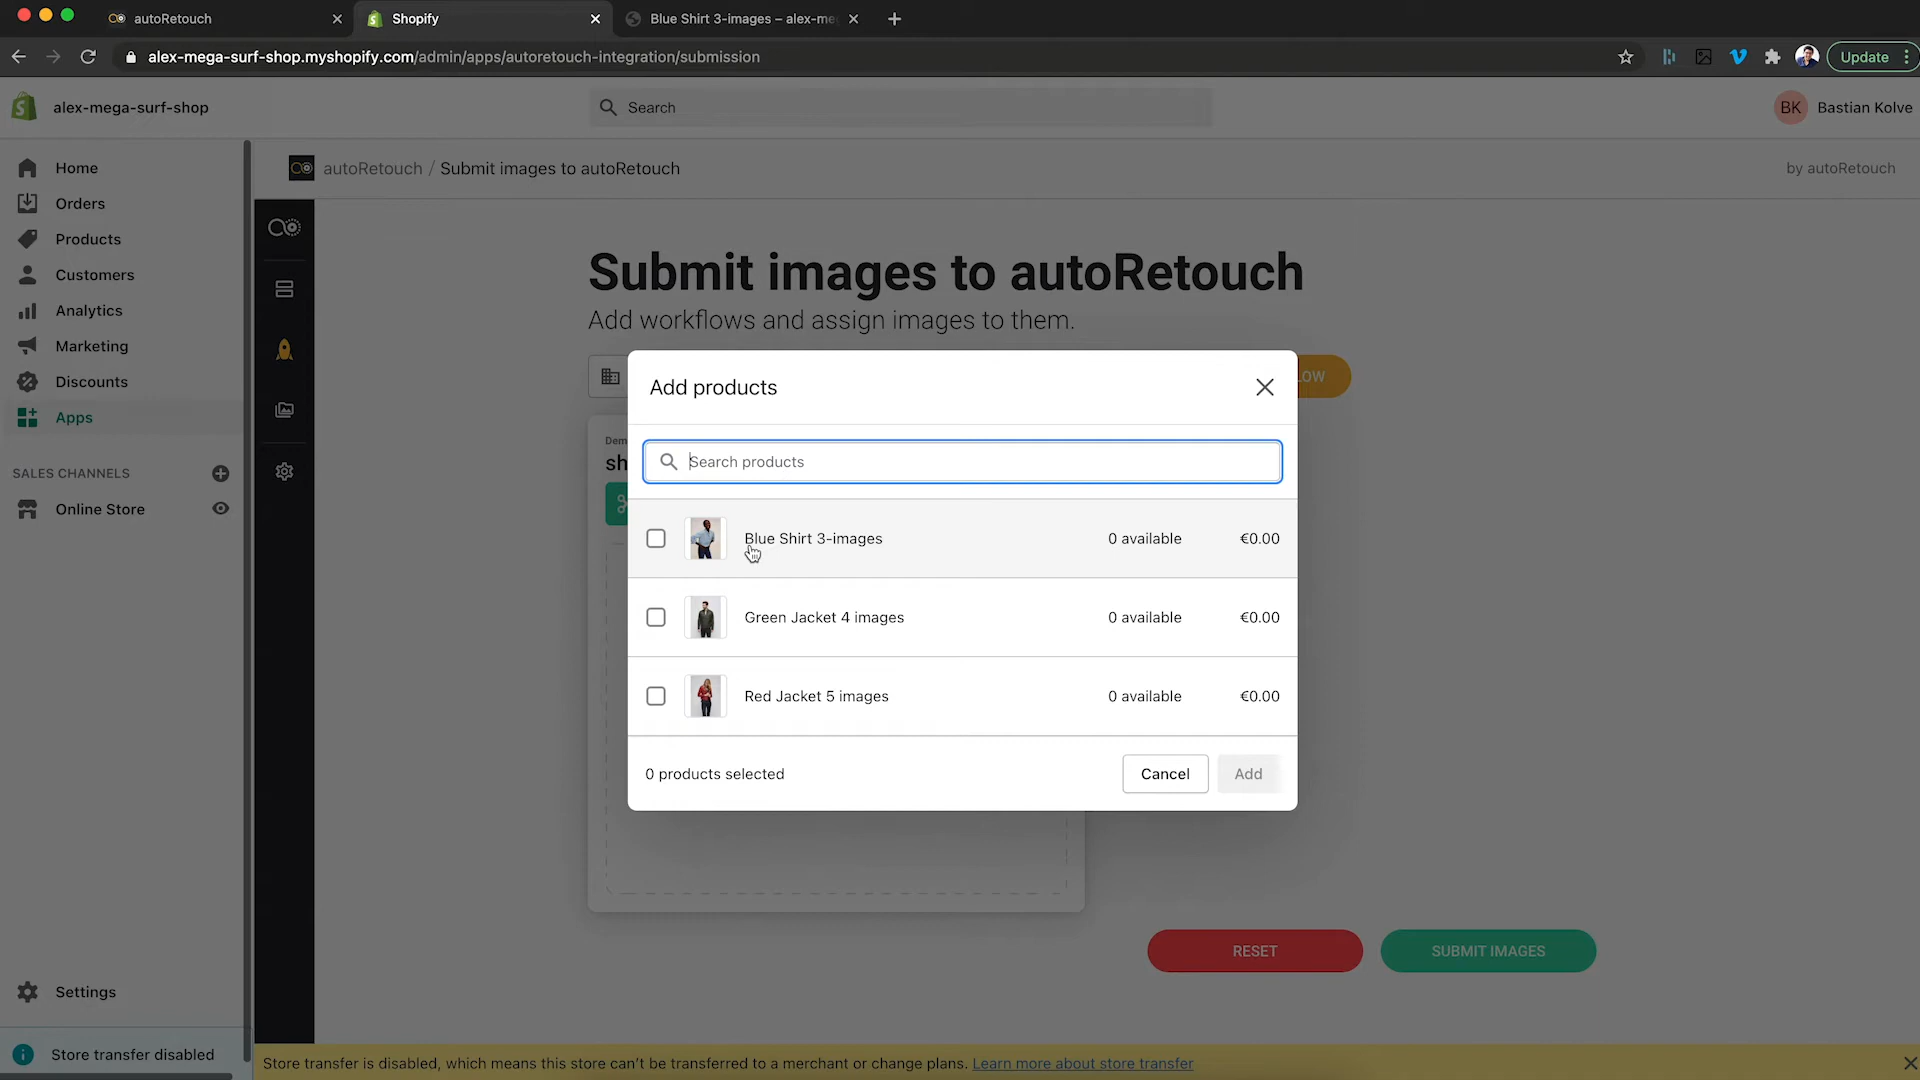 autoRetouch
Shopify
Blue Shirt 3-images – alex-me
alex-mega-surf-shop.myshopify.com/admin/apps/autoretouch-integration/submission
Update
alex-mega-surf-shop
Search
BK
Bastian Kolve
autoRetouch / Submit images to autoRetouch
by autoRetouch
Home
Orders
Products
Customers
Analytics
Marketing
Discounts
Apps
SALES CHANNELS
Online Store
Settings
Store transfer disabled
Submit images to autoRetouch
Add workflows and assign images to them.
LOW
Dem
sh
Add products
Search products
Blue Shirt 3-images 0 available €0.00
Green Jacket 4 images 0 available €0.00
Red Jacket 5 images 0 available €0.00
0 products selected
Cancel
Add
RESET
SUBMIT IMAGES
Store transfer is disabled, which means this store can't be transferred to a merchant or change plans. Learn more about store transfer